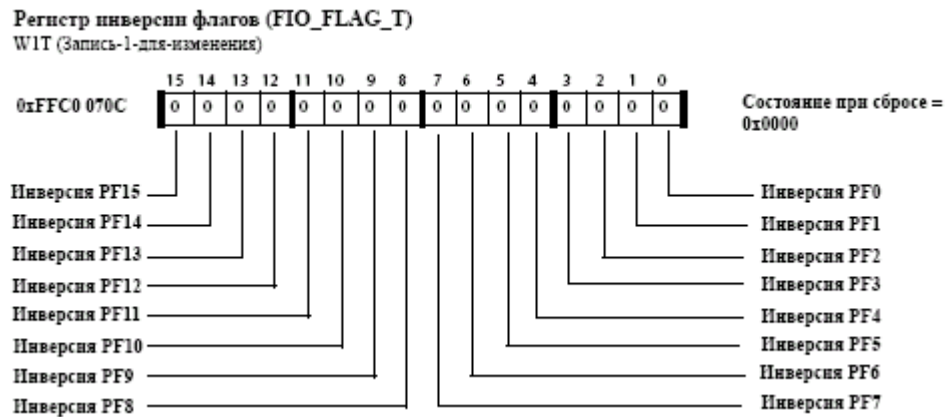 Регистр инверсии флагов (FIO_FLAG_T)
W1T (Запись-1-для-изменения)
15 14 13 12 11 10 9 8 7 6 5 4 3 2 1 0
0xFFC0 070C 0 0 0 0 0 0 0 0 0 0 0 0 0 0 0 0 Состояние при сбросе =
0x0000
Инверсия PF15 Инверсия PF0
Инверсия PF14 Инверсия PF1
Инверсия PF13 Инверсия PF2
Инверсия PF12 Инверсия PF3
Инверсия PF11 Инверсия PF4
Инверсия PF10 Инверсия PF5
Инверсия PF9 Инверсия PF6
Инверсия PF8 Инверсия PF7